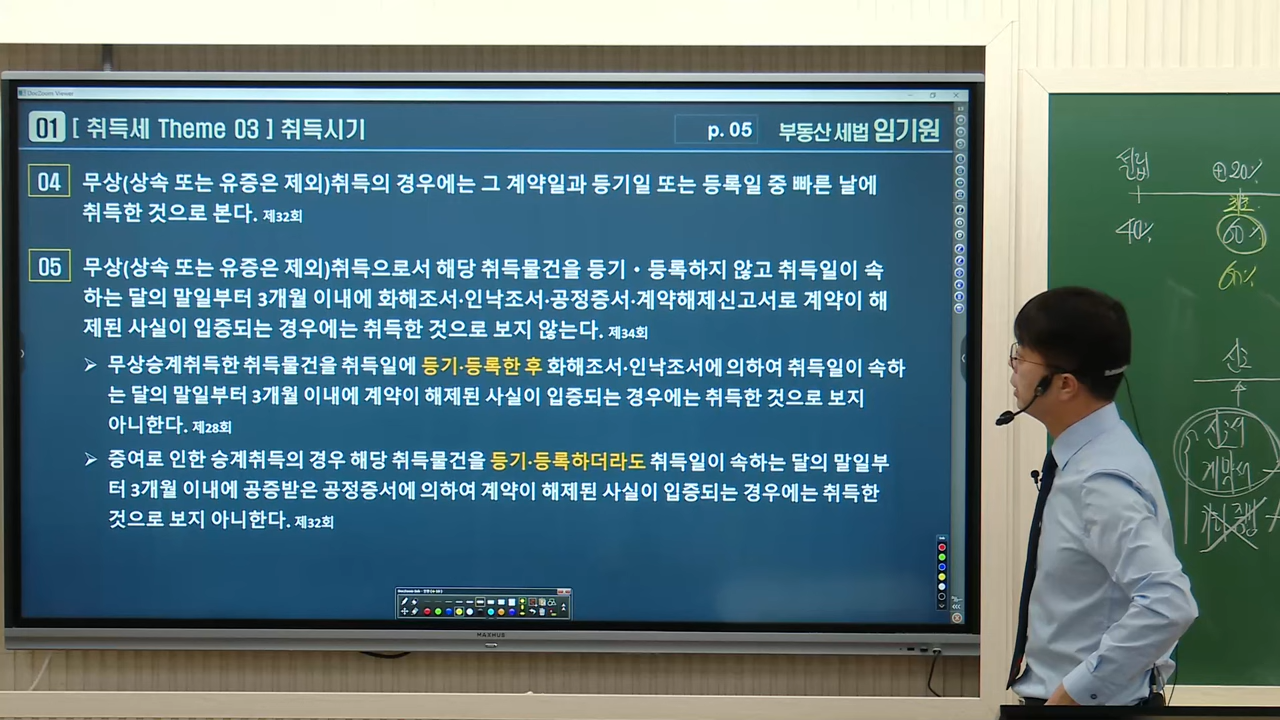 DocZoom Viewer
01 [ 취득세 Theme 03 ] 취득시기
p. 05
부동산 세법 임기원
04 무상(상속 또는 유증은 제외)취득의 경우에는 그 계약일과 등기일 또는 등록일 중 빠른 날에
취득한 것으로 본다. 제32회
05 무상(상속 또는 유증은 제외)취득으로서 해당 취득물건을 등기·등록하지 않고 취득일이 속
하는 달의 말일부터 3개월 이내에 화해조서·인낙조서·공정증서·계약해제신고서로 계약이 해
제된 사실이 입증되는 경우에는 취득한 것으로 보지 않는다. 제34회
➢ 무상승계취득한 취득물건을 취득일에 등기·등록한 후 화해조서·인낙조서에 의하여 취득일이 속하
는 달의 말일부터 3개월 이내에 계약이 해제된 사실이 입증되는 경우에는 취득한 것으로 보지
아니한다. 제28회
➢ 증여로 인한 승계취득의 경우 해당 취득물건을 등기·등록하더라도 취득일이 속하는 달의 말일부
터 3개월 이내에 공증받은 공정증서에 의하여 계약이 해제된 사실이 입증되는 경우에는 취득한
것으로 보지 아니한다. 제32회
MAXHUB
⊕20%
40%
60%
60%
신고
계약서